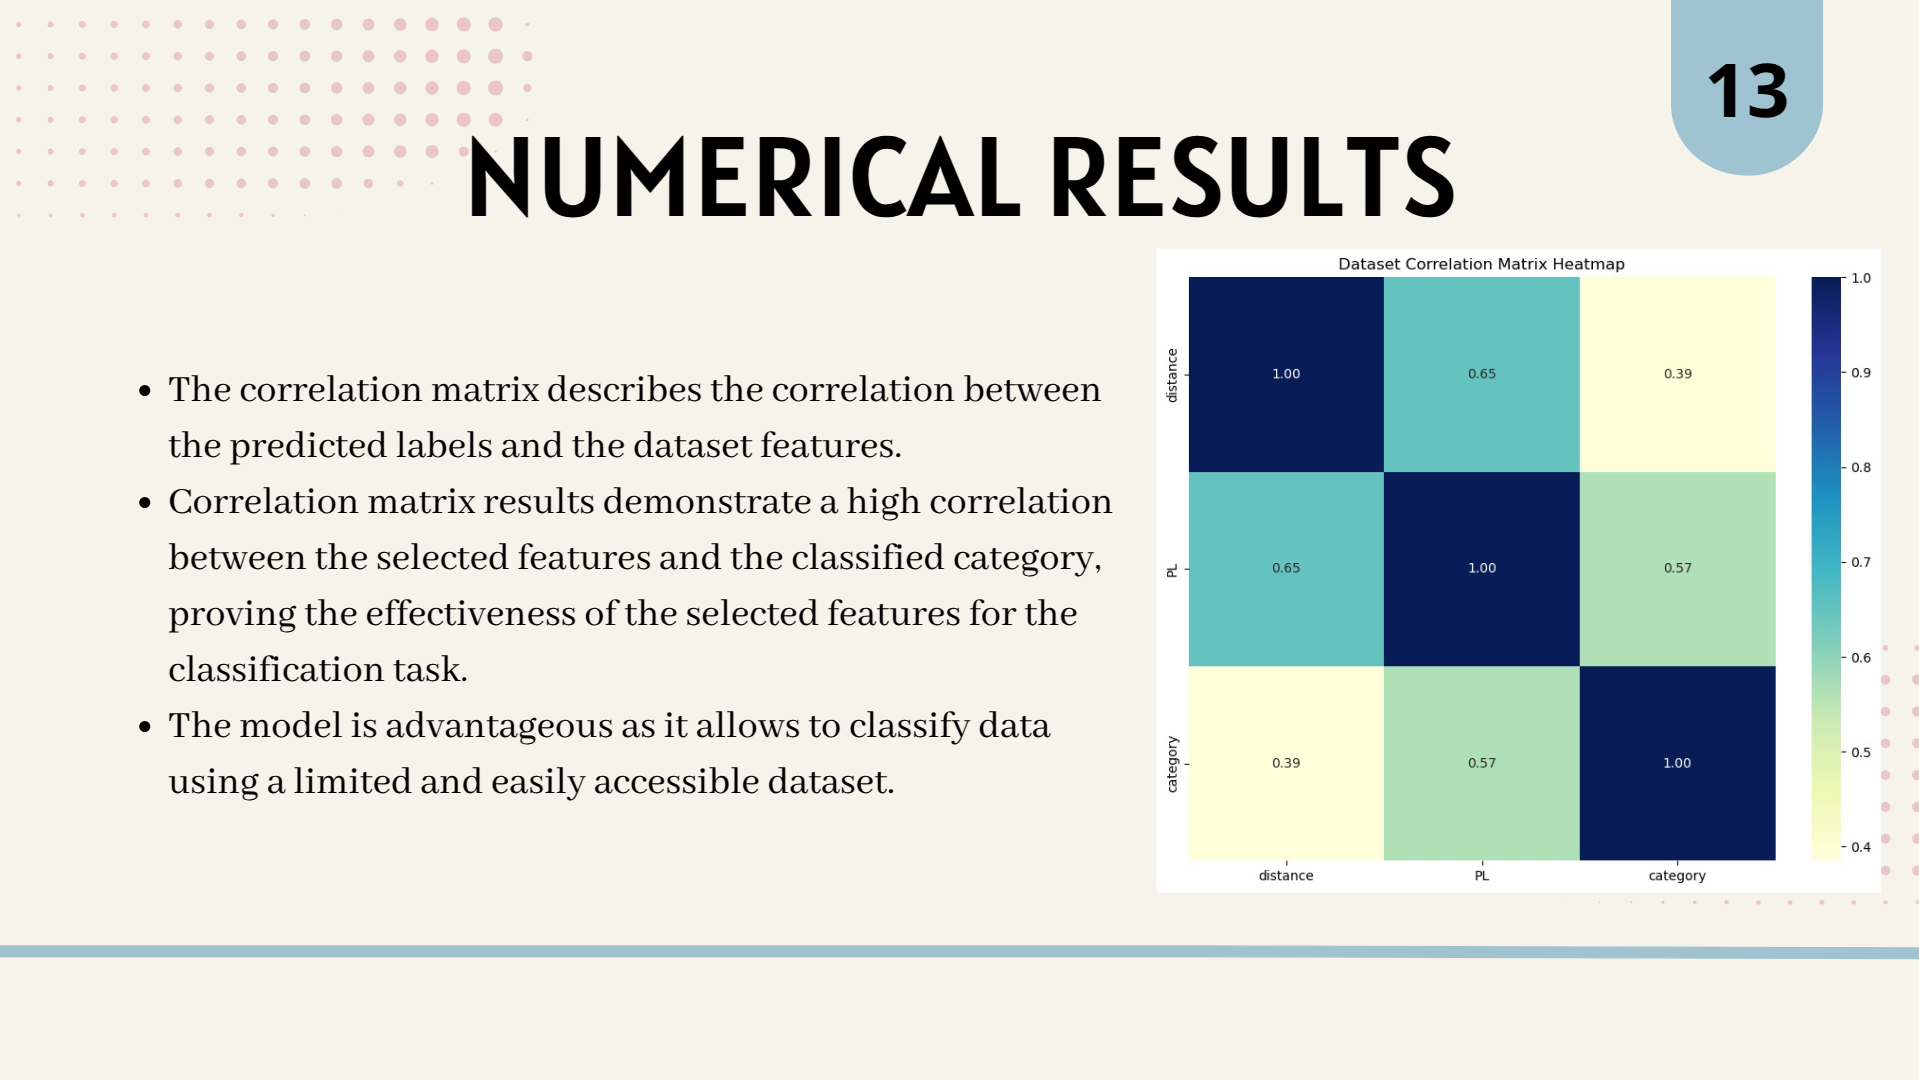 13
NUMERICAL RESULTS
• The correlation matrix describes the correlation between
the predicted labels and the dataset features.
• Correlation matrix results demonstrate a high correlation
between the selected features and the classified category,
proving the effectiveness of the selected features for the
classification task.
• The model is advantageous as it allows to classify data
using a limited and easily accessible dataset.
Dataset Correlation Matrix Heatmap
distance
1.00 0.65 0.39
PL
0.65 1.00 0.57
category
0.39 0.57 1.00
distance PL category
1.0
0.9
0.8
0.7
0.6
0.5
0.4